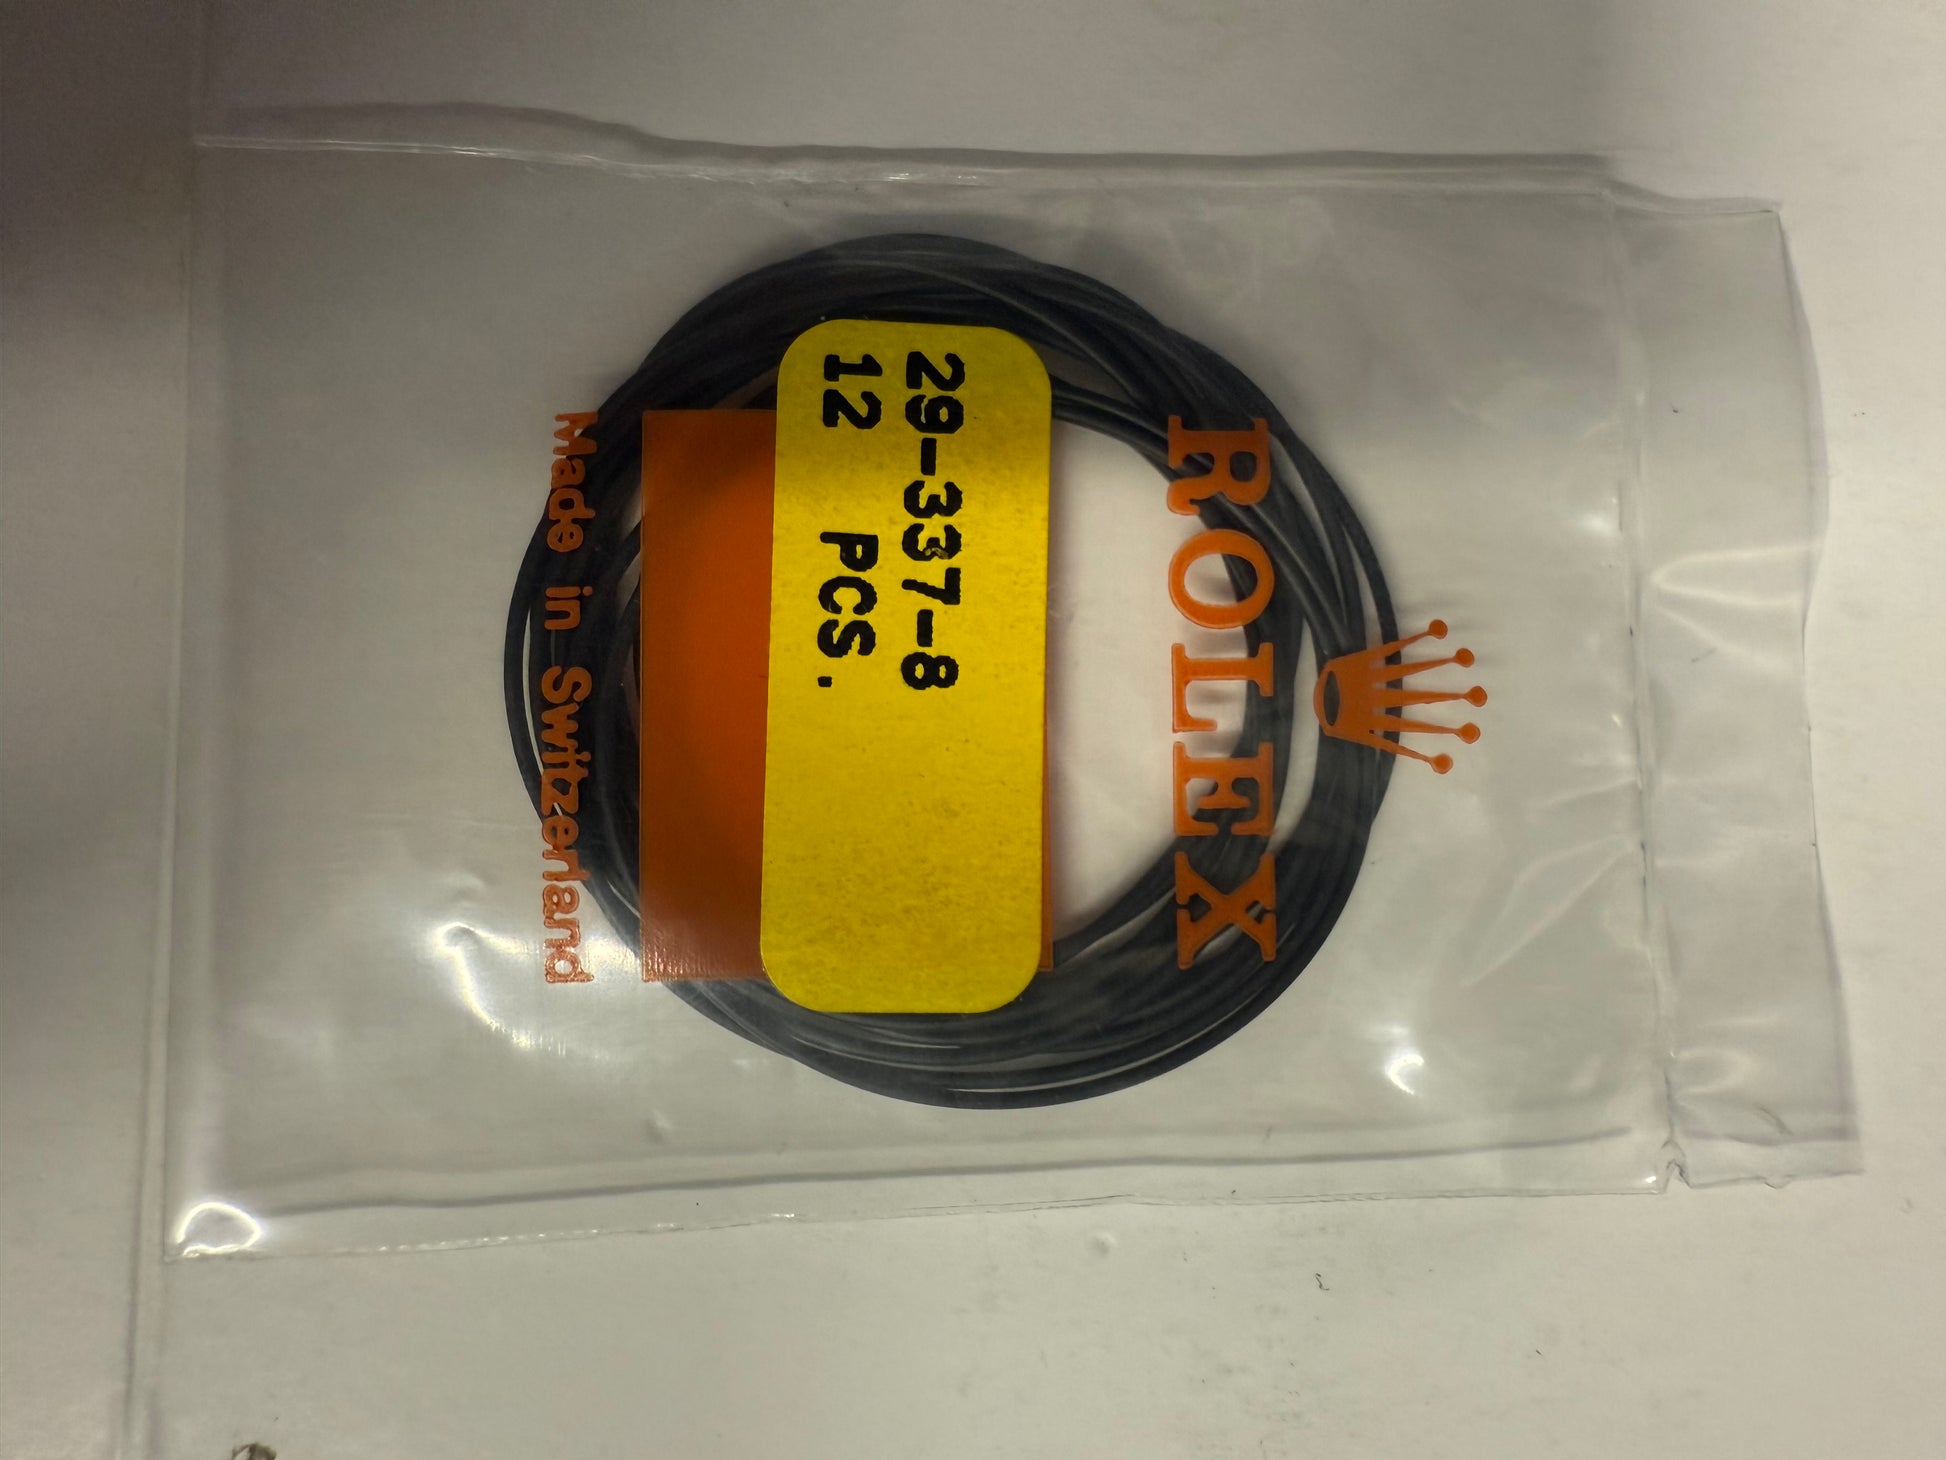 ROLEX
29-337-8
12 PCS.
Made in Switzerland